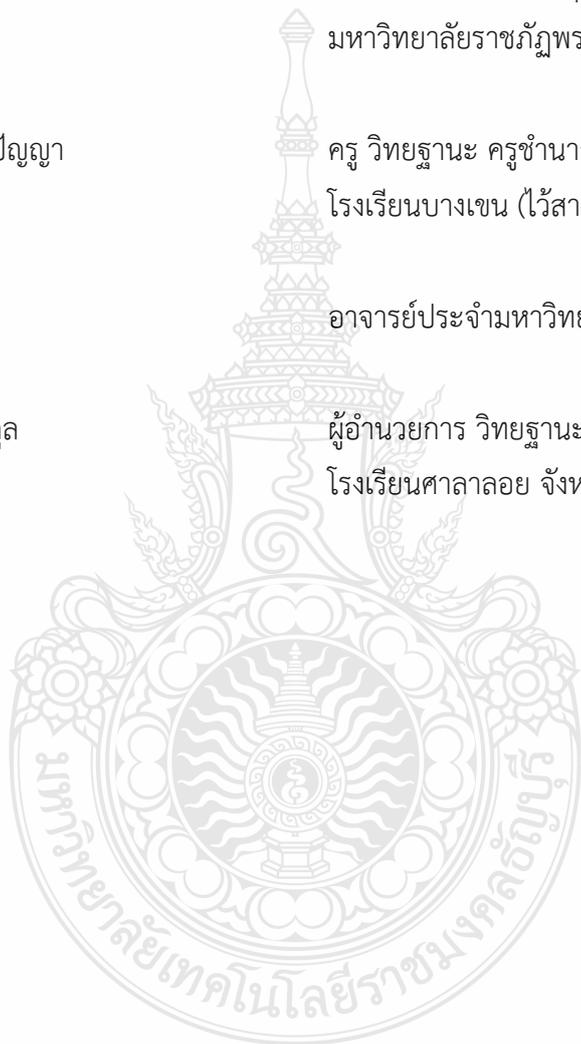 มหาวิทยาลัยราชภัฏพร
ปัญญา ครู วิทยฐานะ ครูชำนา
โรงเรียนบางเขน (ไว้สา
อาจารย์ประจำมหาวิท
ผู้อำนวยการ วิทยฐานะ
โรงเรียนศาลาลอย จังห
มหาวิทยาลัยเทคโนโลยีราชมงคลธัญบุรี